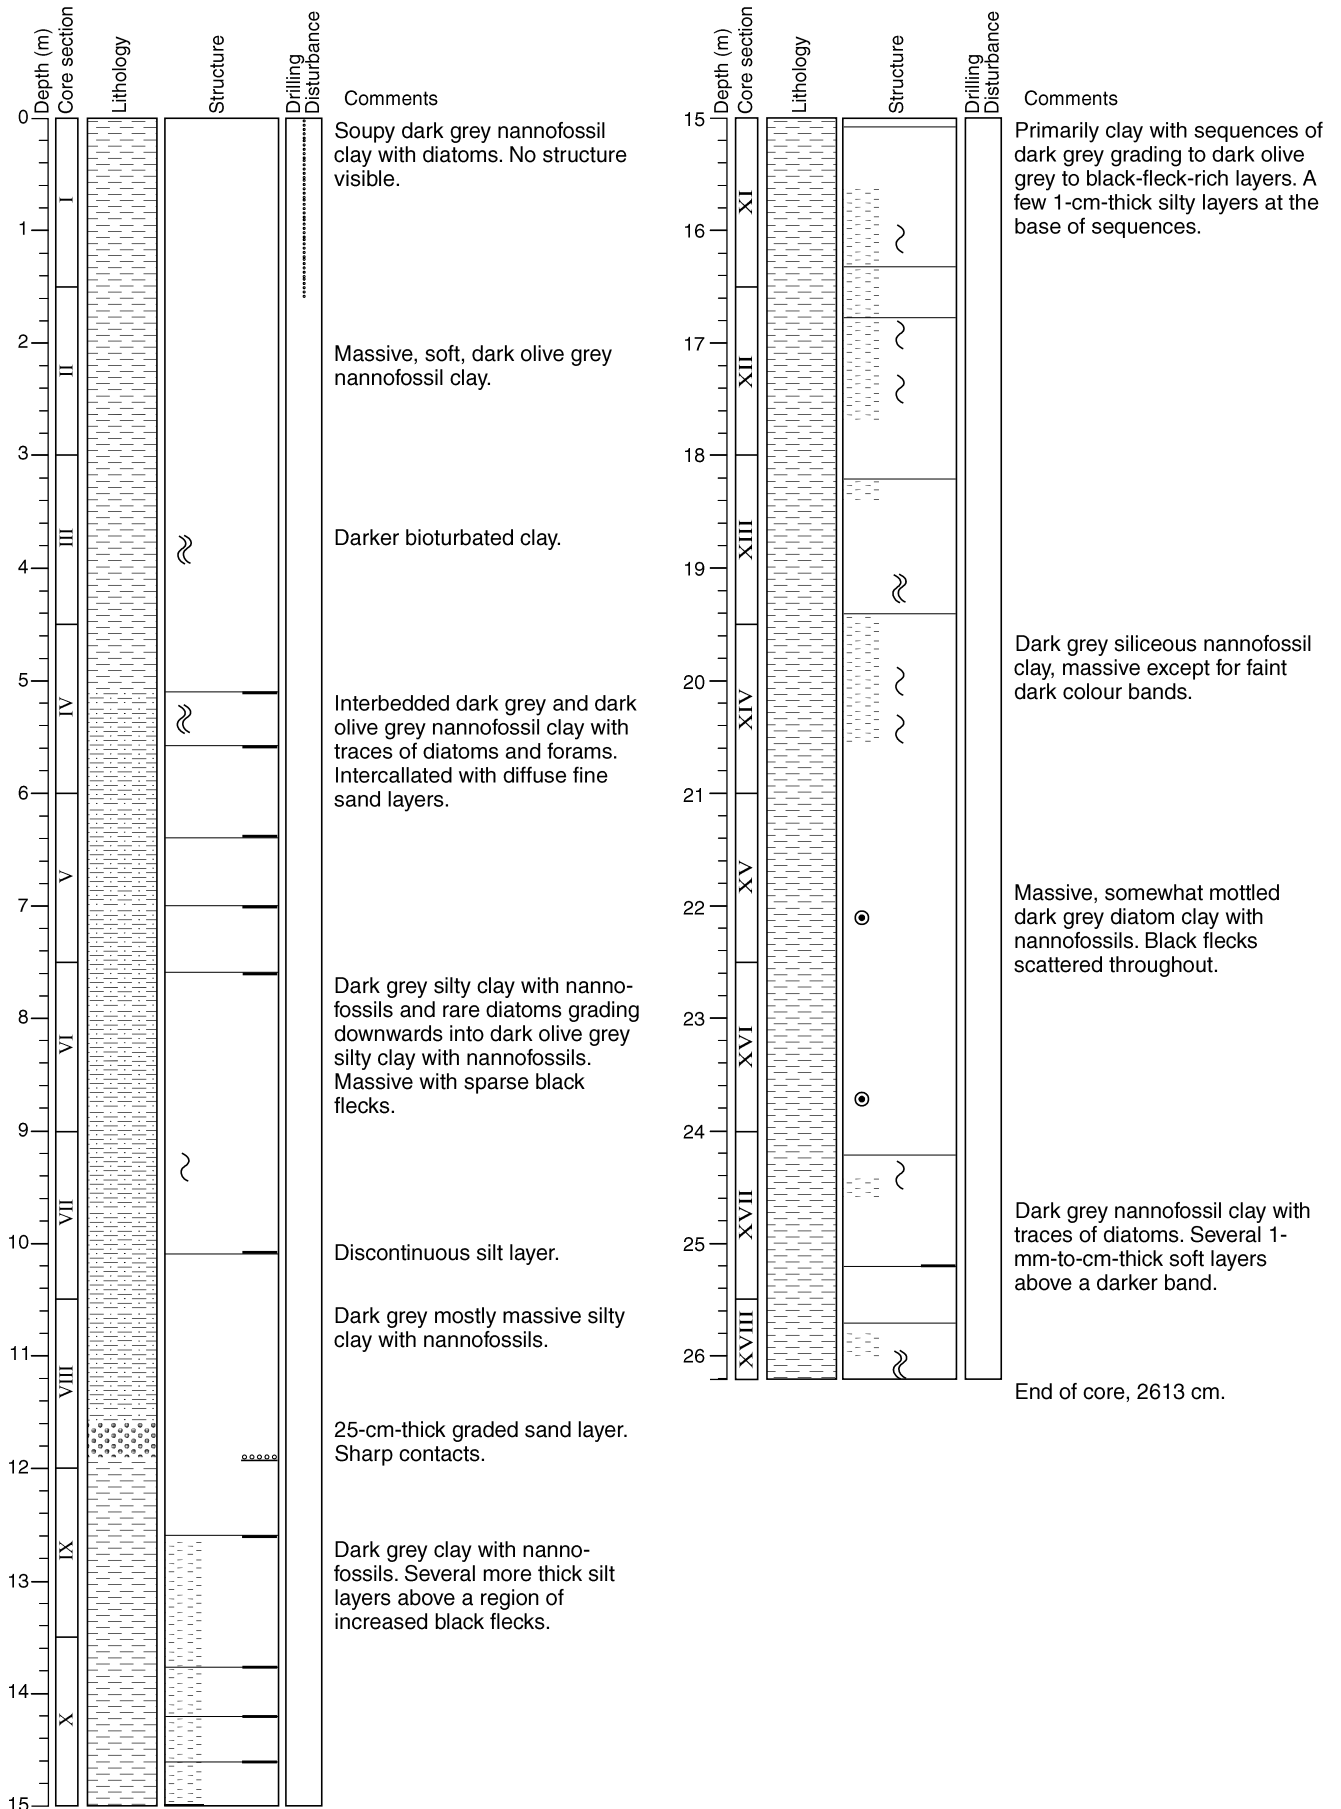 Depth (m)
Core section
Lithology
Structure
Drilling
Disturbance
Comments
0
1
2
3
4
5
6
7
8
9
10
11
12
13
14
15
I
II
III
IV
V
VI
VII
VIII
IX
X
Soupy dark grey nannofossil
clay with diatoms. No structure
visible.
Massive, soft, dark olive grey
nannofossil clay.
Darker bioturbated clay.
Interbedded dark grey and dark
olive grey nannofossil clay with
traces of diatoms and forams.
Intercallated with diffuse fine
sand layers.
Dark grey silty clay with nanno-
fossils and rare diatoms grading
downwards into dark olive grey
silty clay with nannofossils.
Massive with sparse black
flecks.
Discontinuous silt layer.
Dark grey mostly massive silty
clay with nannofossils.
25-cm-thick graded sand layer.
Sharp contacts.
Dark grey clay with nanno-
fossils. Several more thick silt
layers above a region of
increased black flecks.
Depth (m)
Core section
Lithology
Structure
Drilling
Disturbance
Comments
15
16
17
18
19
20
21
22
23
24
25
26
XI
XII
XIII
XIV
XV
XVI
XVII
XVIII
Primarily clay with sequences of
dark grey grading to dark olive
grey to black-fleck-rich layers. A
few 1-cm-thick silty layers at the
base of sequences.
Dark grey siliceous nannofossil
clay, massive except for faint
dark colour bands.
Massive, somewhat mottled
dark grey diatom clay with
nannofossils. Black flecks
scattered throughout.
Dark grey nannofossil clay with
traces of diatoms. Several 1-
mm-to-cm-thick soft layers
above a darker band.
End of core, 2613 cm.